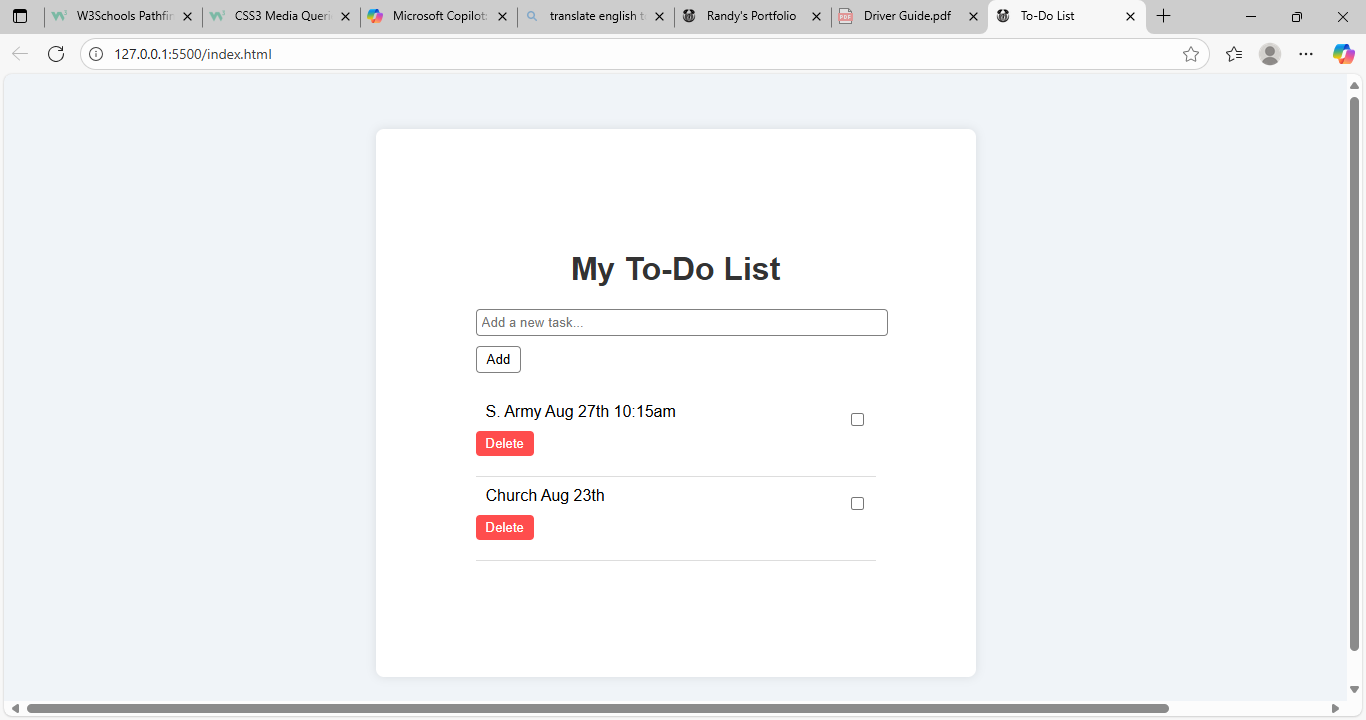 W3Schools Pathfin
CSS3 Media Queri
Microsoft Copilot:
translate english t
Randy's Portfolio
Driver Guide.pdf
To-Do List
127.0.0.1:5500/index.html
My To-Do List
Add a new task...
Add
S. Army Aug 27th 10:15am
Delete
Church Aug 23th
Delete